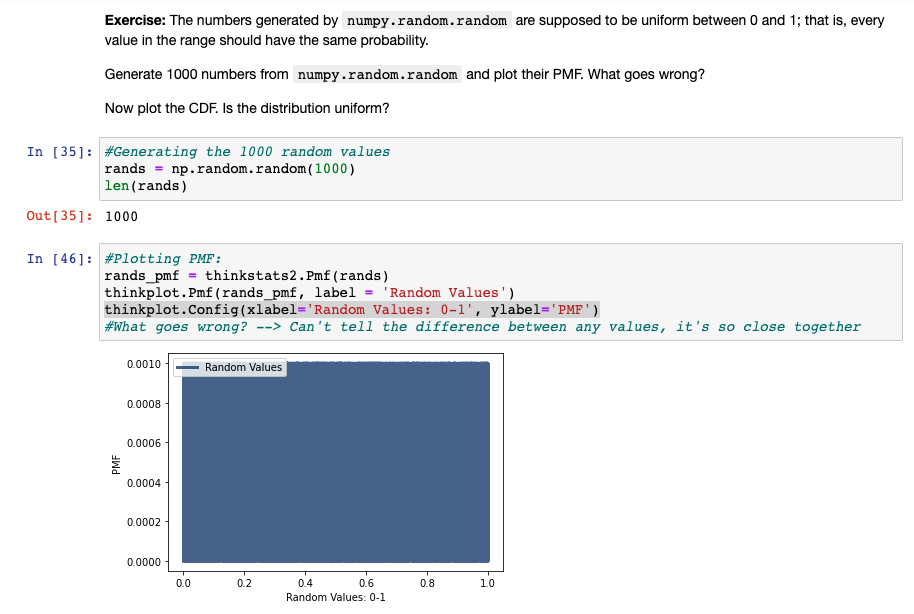 Exercise: The numbers generated by numpy.random.random are supposed to be uniform between 0 and 1; that is, every
value in the range should have the same probability.
Generate 1000 numbers from numpy.random.random and plot their PMF. What goes wrong?
Now plot the CDF. Is the distribution uniform?
In [35]: #Generating the 1000 random values
rands = np.random.random(1000)
len(rands)
Out[35]: 1000
In [46]: #Plotting PMF:
rands_pmf = thinkstats2.Pmf(rands)
thinkplot.Pmf(rands_pmf, label = 'Random Values')
thinkplot.Config(xlabel='Random Values: 0-1', ylabel='PMF')
#What goes wrong? --> Can't tell the difference between any values, it's so close together
Random Values
0.0010
0.0008
0.0006
0.0004
0.0002
0.0000
PMF
0.0 0.2 0.4 0.6 0.8 1.0
Random Values: 0-1